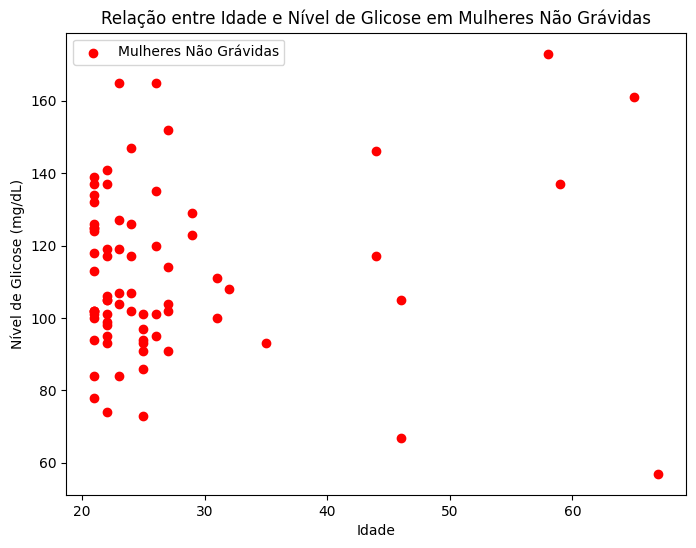 Relação entre Idade e Nível de Glicose em Mulheres Não Grávidas
Mulheres Não Grávidas
Nível de Glicose (mg/dL)
160
140
120
100
80
60
20
30
40
50
60
Idade